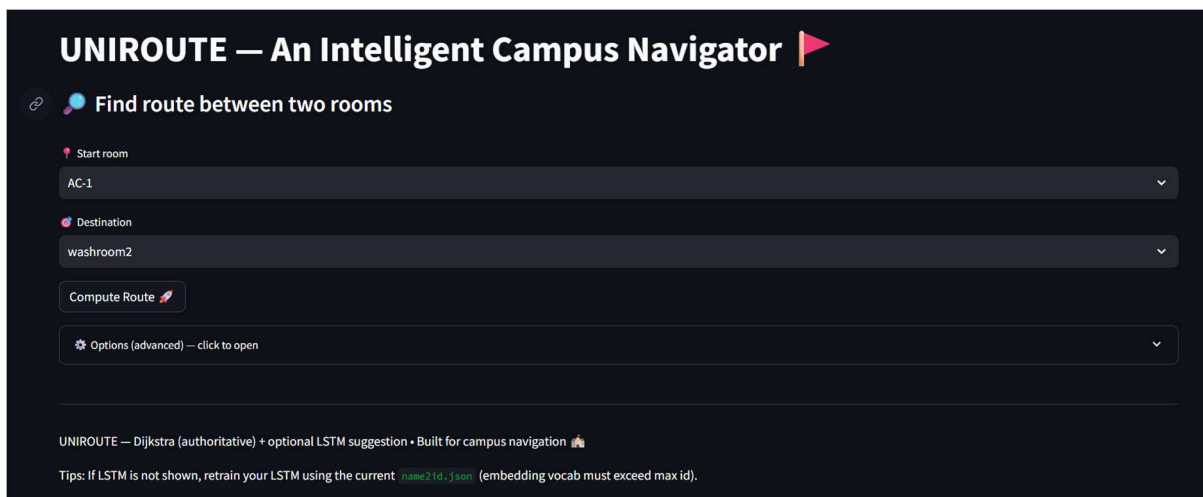 UNIROUTE — An Intelligent Campus Navigator 🚩
🔎 Find route between two rooms
📍 Start room
AC-1
🎯 Destination
washroom2
Compute Route 🚀
⚙️ Options (advanced) — click to open
UNIROUTE — Dijkstra (authoritative) + optional LSTM suggestion • Built for campus navigation 🏫
Tips: If LSTM is not shown, retrain your LSTM using the current name2id.json (embedding vocab must exceed max id).